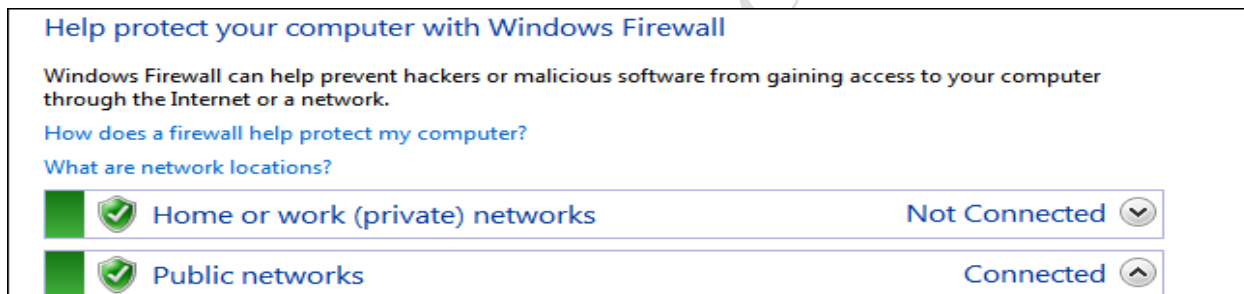 Help protect your computer with Windows Firewall
Windows Firewall can help prevent hackers or malicious software from gaining access to your computer
through the Internet or a network.
How does a firewall help protect my computer?
What are network locations?
Home or work (private) networks Not Connected
Public networks Connected